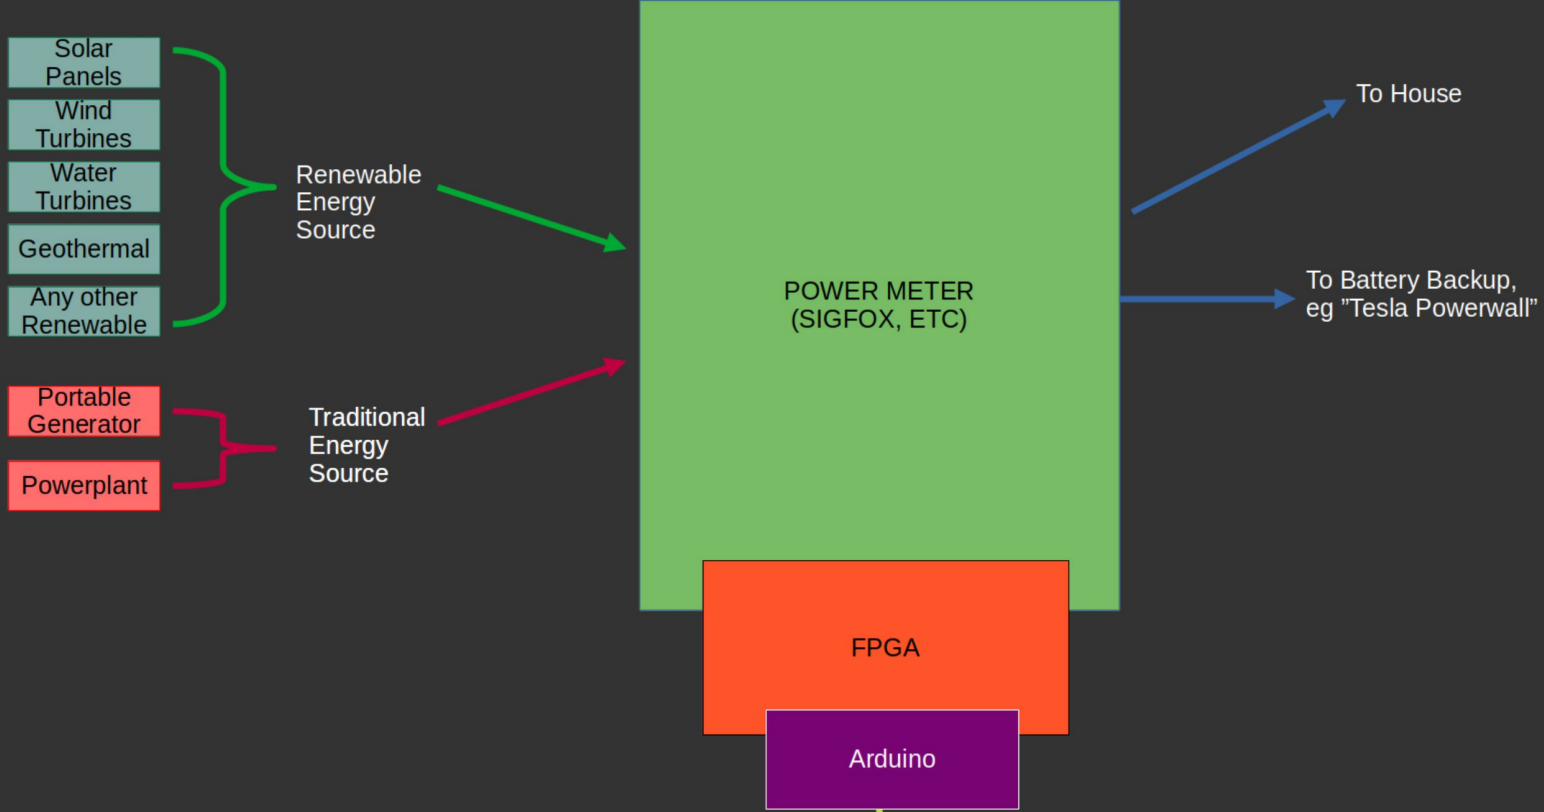 Solar
Panels
Wind
Turbines
Water
Turbines
Geothermal
Any other
Renewable
Portable
Generator
Powerplant
Renewable
Energy
Source
Traditional
Energy
Source
POWER METER
(SIGFOX, ETC)
FPGA
Arduino
To House
To Battery Backup,
eg ”Tesla Powerwall”